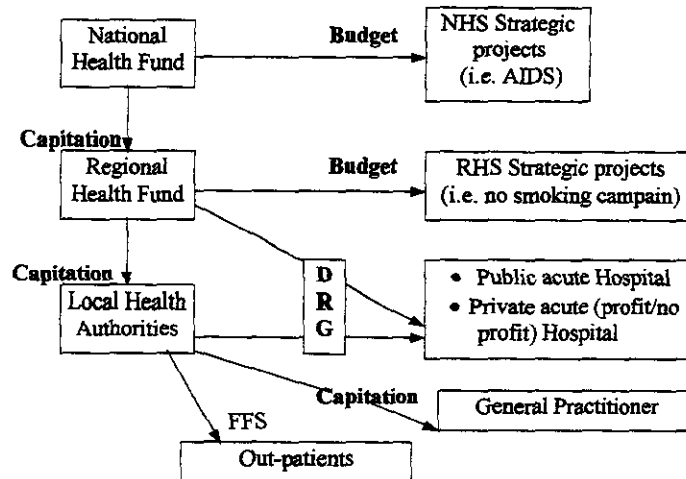 National
Health Fund
Budget
NHS Strategic
projects
(i.e. AIDS)
Capitation
Regional
Health Fund
Budget
RHS Strategic projects
(i.e. no smoking campain)
Capitation
Local Health
Authorities
D
R
G
• Public acute Hospital
• Private acute (profit/no
profit) Hospital
Capitation
General Practitioner
FFS
Out-patients